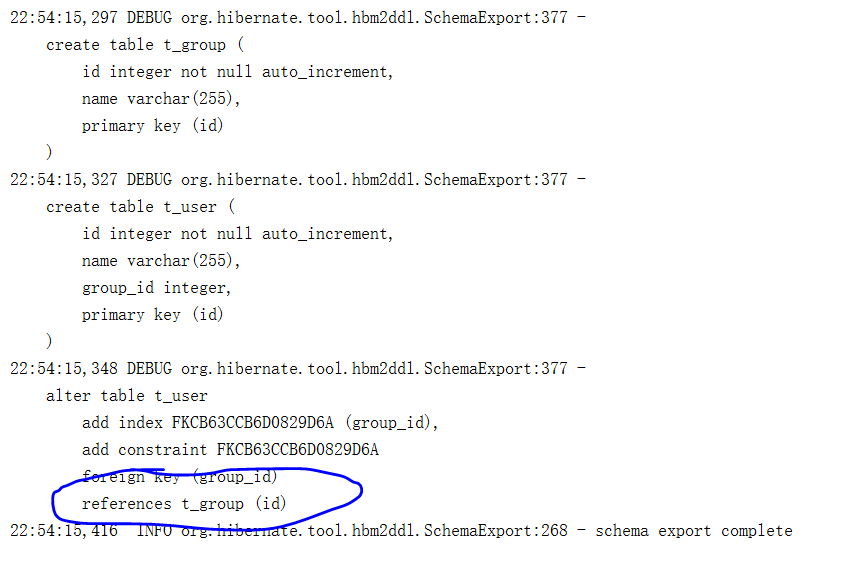 22:54:15,297 DEBUG org.hibernate.tool.hbm2ddl.SchemaExport:377 -
create table t_group (
id integer not null auto_increment,
name varchar(255),
primary key (id)
)
22:54:15,327 DEBUG org.hibernate.tool.hbm2ddl.SchemaExport:377 -
create table t_user (
id integer not null auto_increment,
name varchar(255),
group_id integer,
primary key (id)
)
22:54:15,348 DEBUG org.hibernate.tool.hbm2ddl.SchemaExport:377 -
alter table t_user
add index FKCB63CCB6D0829D6A (group_id),
add constraint FKCB63CCB6D0829D6A
foreign key (group_id)
references t_group (id)
22:54:15,416 INFO org.hibernate.tool.hbm2ddl.SchemaExport:268 - schema export complete